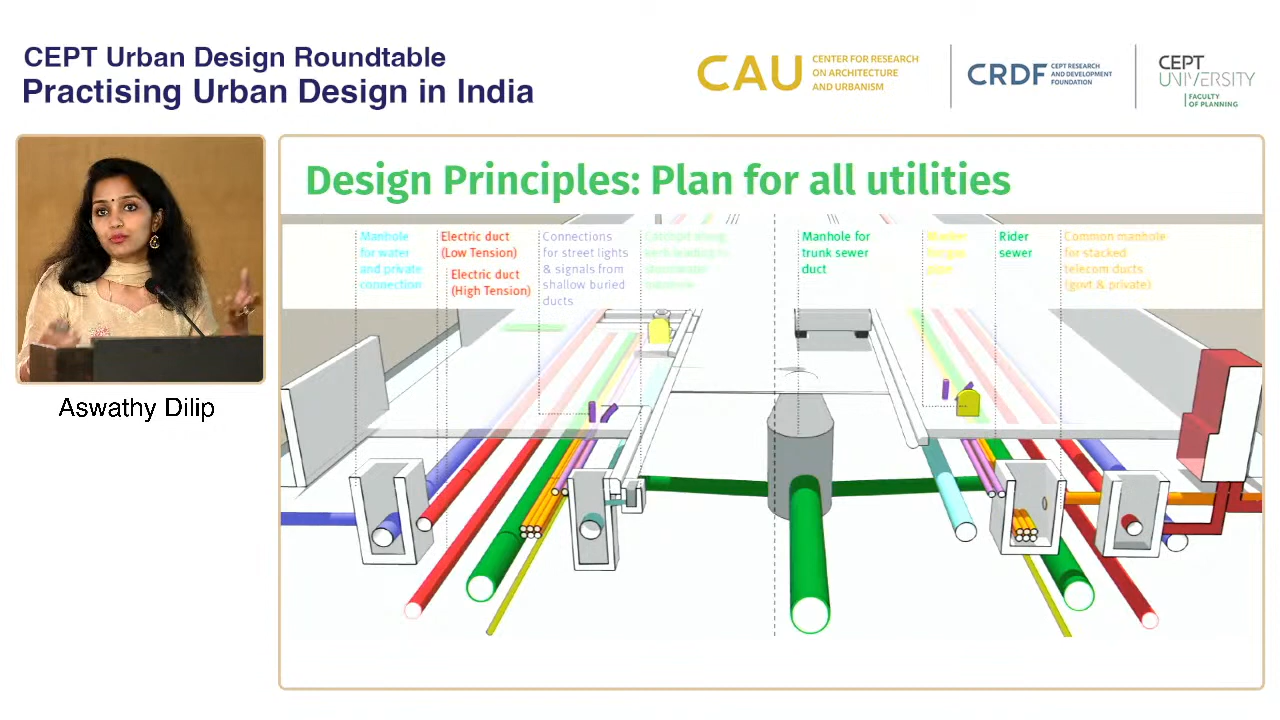 CEPT Urban Design Roundtable
Practising Urban Design in India
CAU
CENTER FOR RESEARCH
ON ARCHITECTURE
AND URBANISM
CRDF
CEPT RESEARCH
AND DEVELOPMENT
FOUNDATION
CEPT
UNIVERSITY
FACULTY
OF PLANNING
Aswathy Dilip
Design Principles: Plan for all utilities
Manhole
for water
and private
connection
Electric duct
(Low Tension)
Electric duct
(High Tension)
Connections
for street lights
& signals from
shallow buried
ducts
Catchpit along
kerb leading to
stormwater
Manhole for
trunk sewer
duct
Marker
for gas
pipe
Rider
sewer
Common manhole
for stacked
telecom ducts
(govt & private)